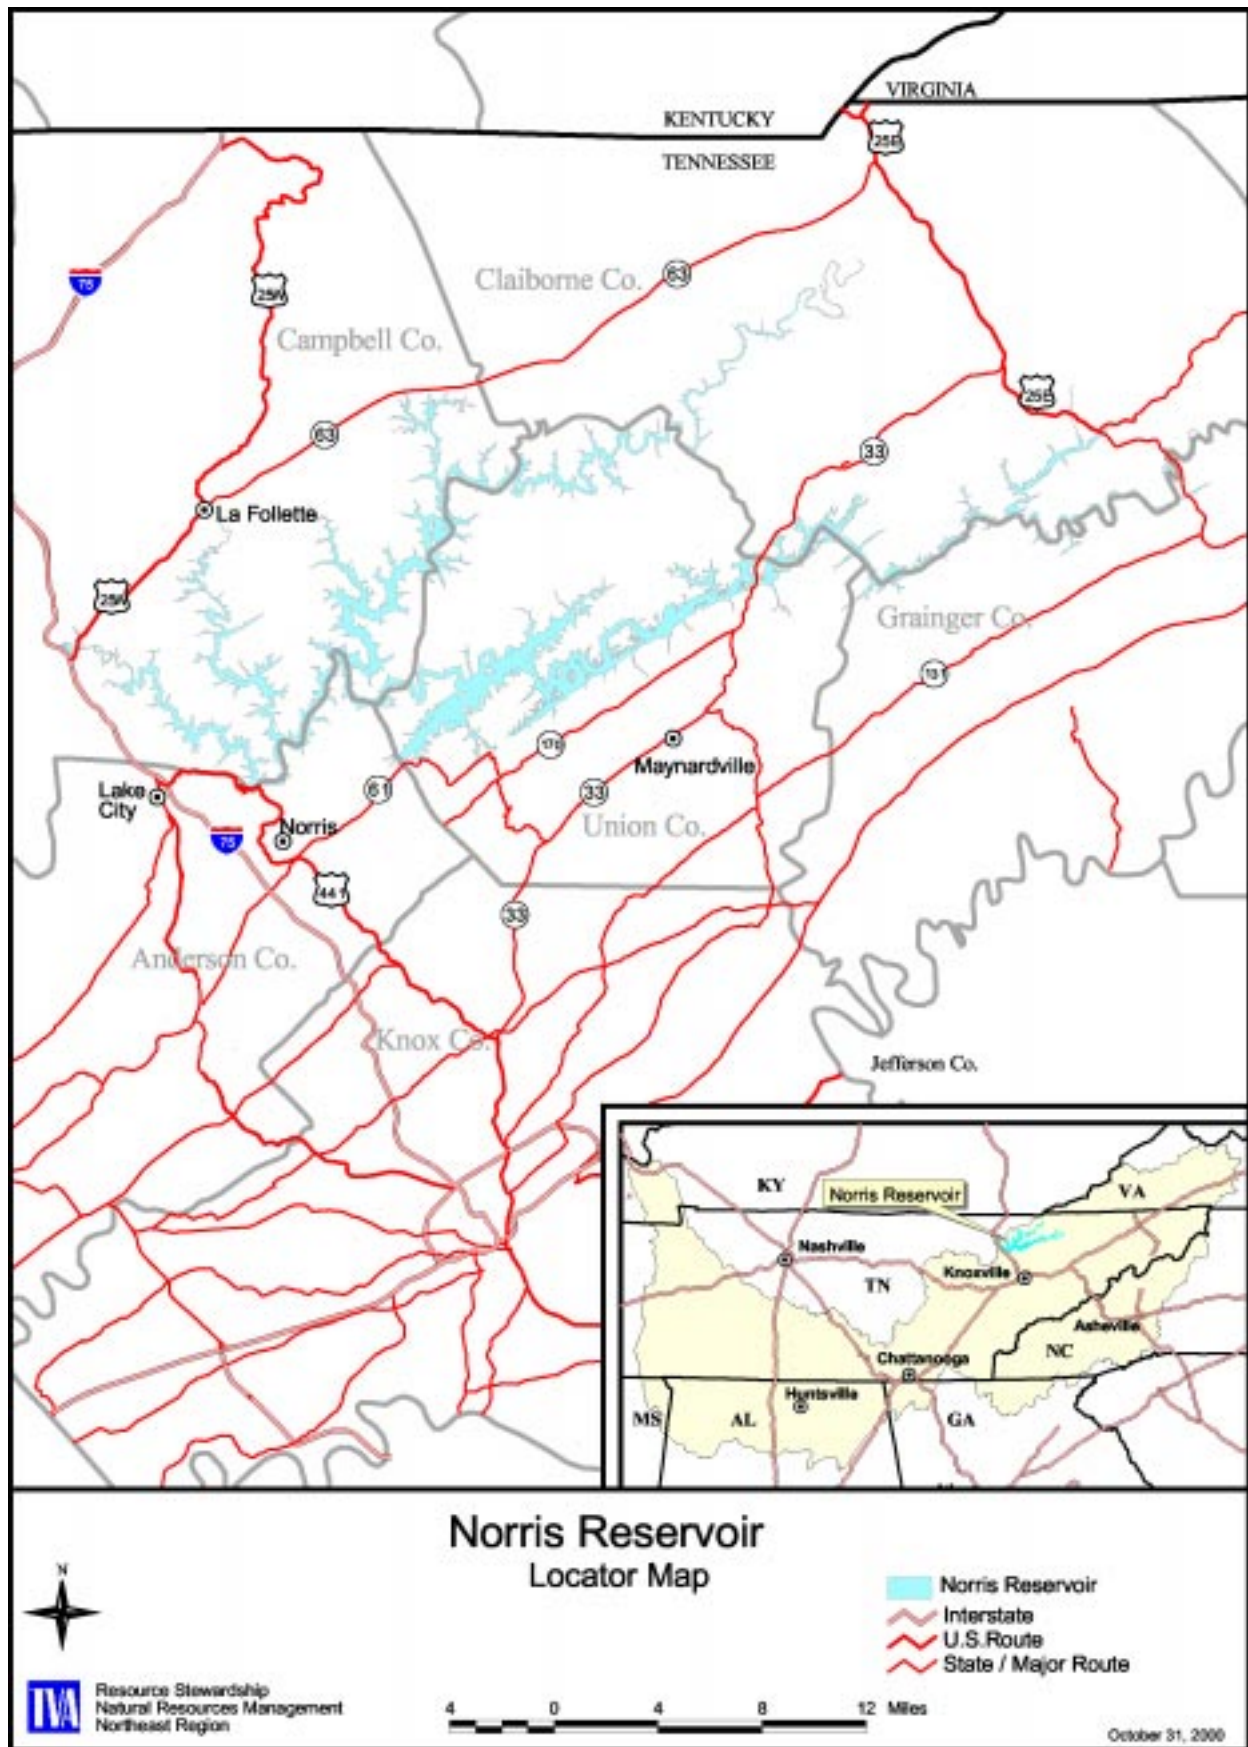 VIRGINIA
KENTUCKY
25E
TENNESSEE
63
75
Claiborne Co.
25W
Campbell Co.
25E
63
33
La Follette
25W
Grainger Co.
131
170
Maynardville
61
33
Lake
City
Union Co.
Norris
75
441
33
Anderson Co.
Knox Co.
Jefferson Co.
KY
VA
Norris Reservoir
Nashville
Knoxville
TN
Asheville
NC
Chattanooga
Huntsville
MS
AL
GA
Norris Reservoir
Locator Map
N
Norris Reservoir
Interstate
U.S.Route
State / Major Route
TVA
Resource Stewardship
Natural Resources Management
Northeast Region
4 0 4 8 12 Miles
October 31, 2000